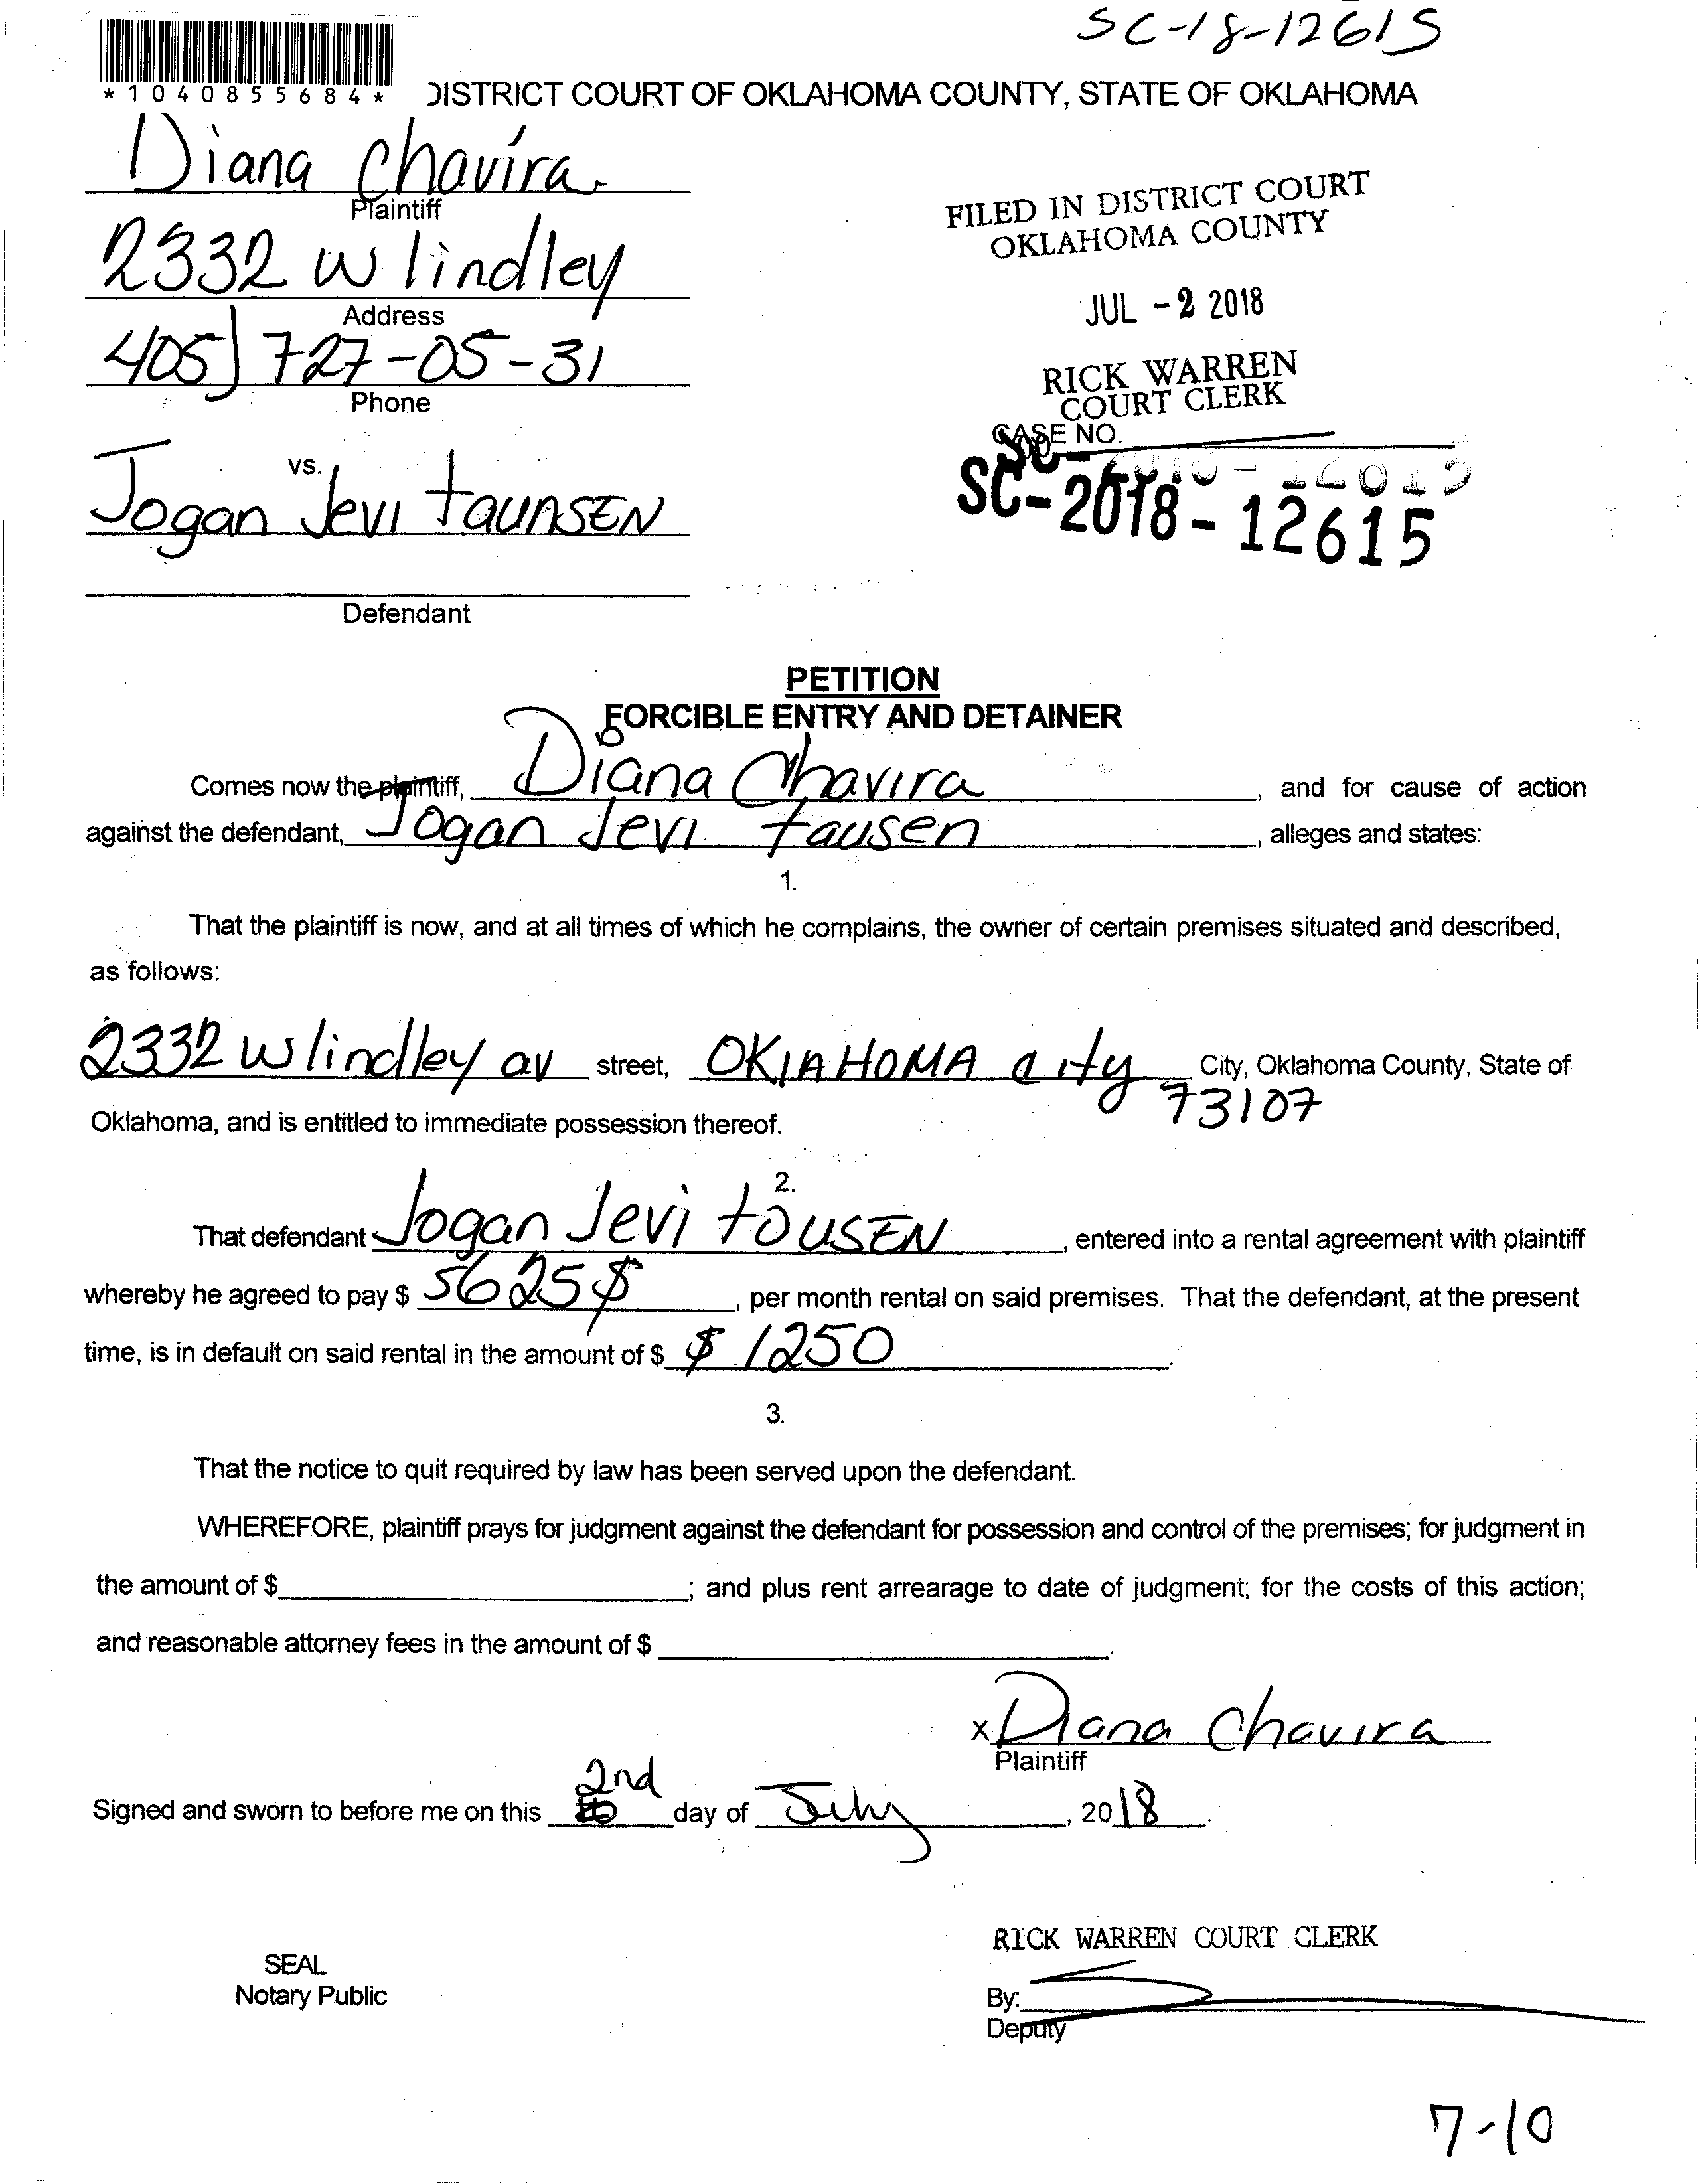 SC-18-12615
*1040855684*
DISTRICT COURT OF OKLAHOMA COUNTY, STATE OF OKLAHOMA
Diana Chavira.
Plaintiff
2332 W lindley
Address
405) 727-05-31
Phone
vs.
Jogan Jevi taunSEN
Defendant
FILED IN DISTRICT COURT
OKLAHOMA COUNTY
JUL - 2 2018
RICK WARREN
COURT CLERK
CASE NO.
SC-2018-12615
PETITION
FORCIBLE ENTRY AND DETAINER
Comes now the plaintiff, Diana Chavira, and for cause of action
against the defendant, Jogan Jevi tausen, alleges and states:
1.
That the plaintiff is now, and at all times of which he complains, the owner of certain premises situated and described,
as follows:
2332 W lindley av street, OKlAHOMA city City, Oklahoma County, State of
73107
Oklahoma, and is entitled to immediate possession thereof.
2.
That defendant Jogan Jevi tOUSEN, entered into a rental agreement with plaintiff
whereby he agreed to pay $ 5625$, per month rental on said premises. That the defendant, at the present
time, is in default on said rental in the amount of $ $ 1250.
3.
That the notice to quit required by law has been served upon the defendant.
WHEREFORE, plaintiff prays for judgment against the defendant for possession and control of the premises; for judgment in
the amount of $; and plus rent arrearage to date of judgment; for the costs of this action;
and reasonable attorney fees in the amount of $.
x Diana Chavira
Plaintiff
Signed and sworn to before me on this 2nd day of July, 2018.
SEAL
Notary Public
RICK WARREN COURT CLERK
By:
Deputy
7-10